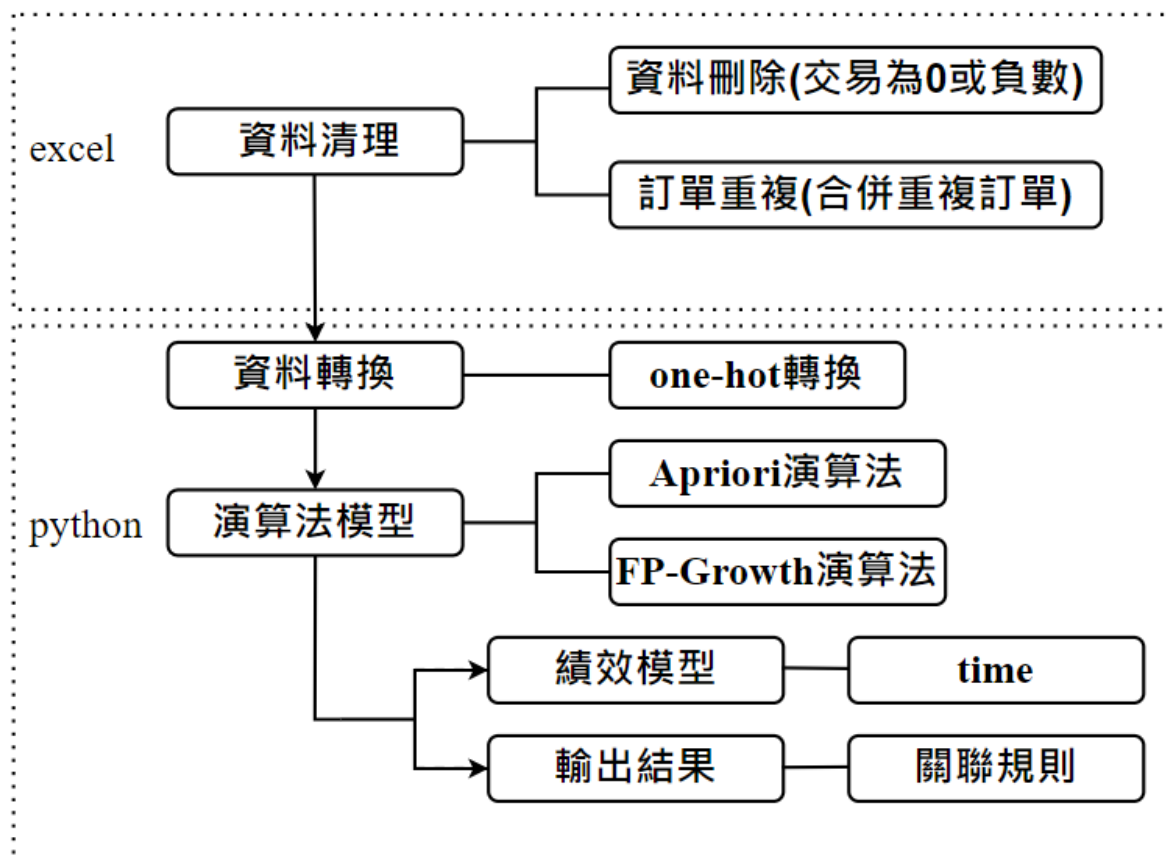 資料刪除(交易為0或負數)
excel
資料清理
訂單重複(合併重複訂單)
資料轉換
one-hot轉換
Apriori演算法
python
演算法模型
FP-Growth演算法
績效模型
time
輸出結果
關聯規則